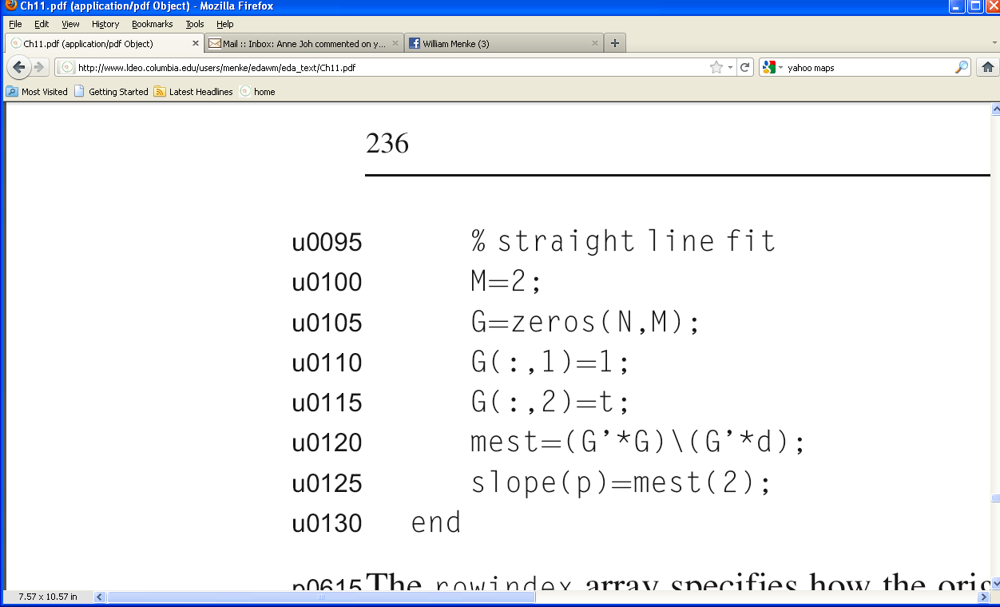 Ch11.pdf (application/pdf Object) - Mozilla Firefox
File Edit View History Bookmarks Tools Help
Ch11.pdf (application/pdf Object) Mail :: Inbox: Anne Joh commented on y... William Menke (3)
http://www.ldeo.columbia.edu/users/menke/edawm/eda_text/Ch11.pdf yahoo maps
Most Visited Getting Started Latest Headlines home
236
u0095 % straight line fit
u0100 M=2;
u0105 G=zeros(N,M);
u0110 G(:,1)=1;
u0115 G(:,2)=t;
u0120 mest=(G’*G)\(G’*d);
u0125 slope(p)=mest(2);
u0130 end
p0615 The rowindex array specifies how the orig
7.57 x 10.57 in